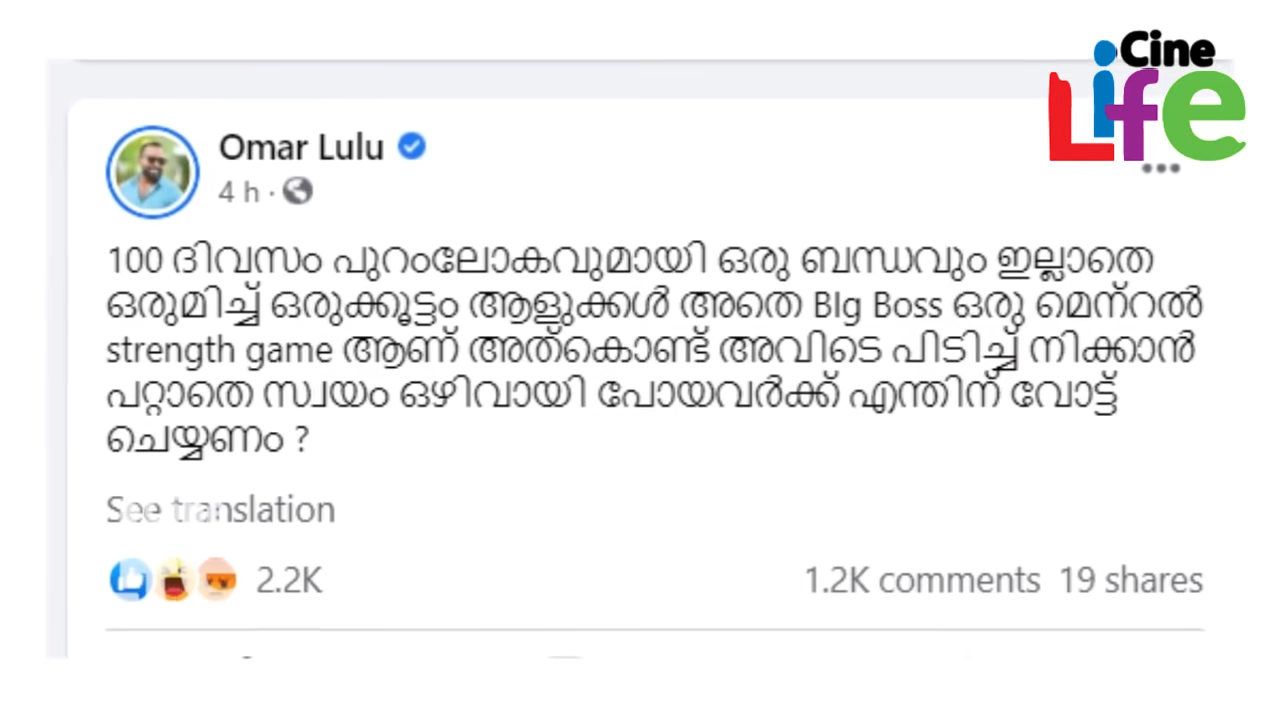 Cine
Life
Omar Lulu
4 h ·
100 ദിവസം പുറംലോകവുമായി ഒരു ബന്ധവും ഇല്ലാതെ
ഒരുമിച്ച് ഒരുക്കൂട്ടം ആളുക്കൾ അതെ BIg Boss ഒരു മെന്റൽ
strength game ആണ് അത്കൊണ്ട് അവിടെ പിടിച്ച് നിക്കാൻ
പറ്റാതെ സ്വയം ഒഴിവായി പോയവർക്ക് എന്തിന് വോട്ട്
ചെയ്യണം ?
See translation
2.2K 1.2K comments 19 shares